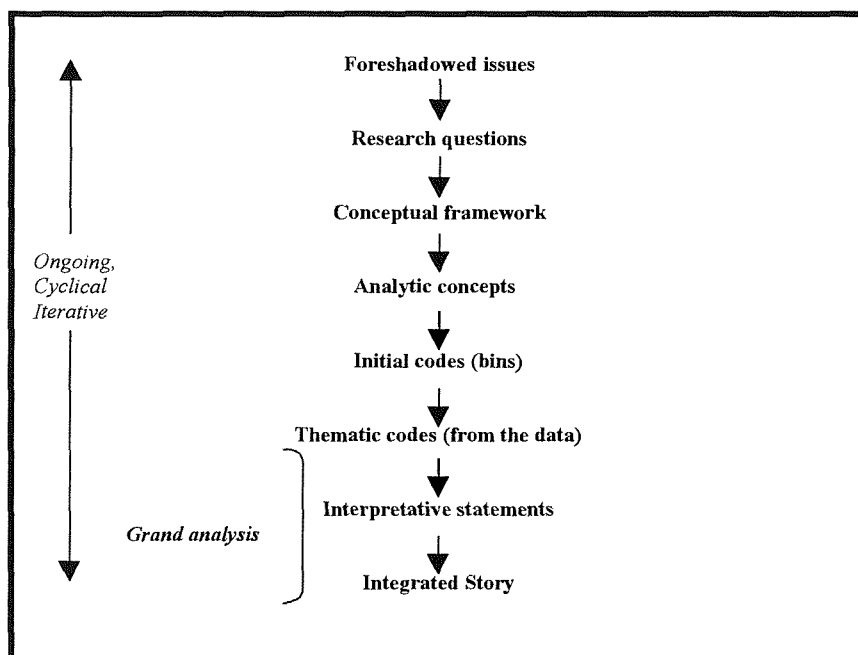 Foreshadowed issues
Research questions
Conceptual framework
Ongoing,
Cyclical
Iterative
Analytic concepts
Initial codes (bins)
Thematic codes (from the data)
Interpretative statements
Grand analysis
Integrated Story